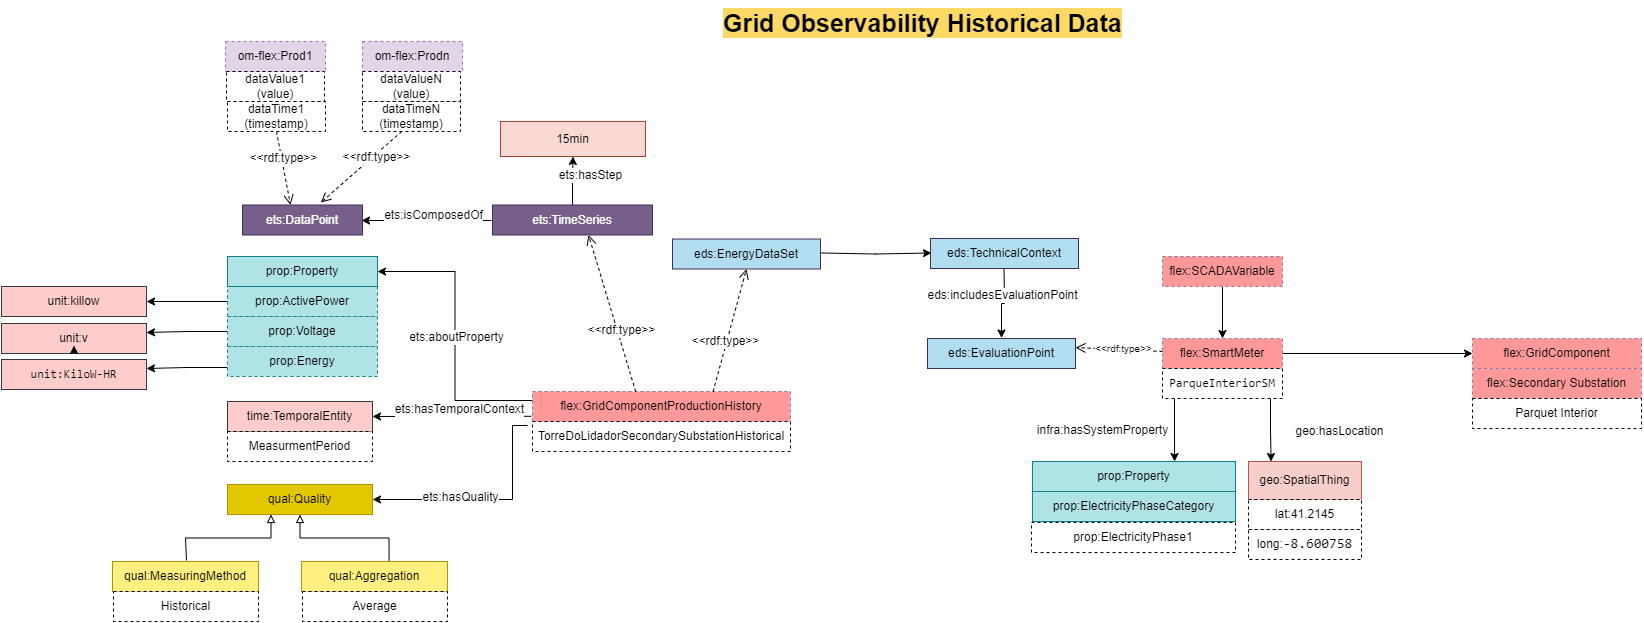 Grid Observability Historical Data
om-flex:Prod1
dataValue1
(value)
dataTime1
(timestamp)
om-flex:Prodn
dataValueN
(value)
dataTimeN
(timestamp)
<<rdf:type>>
<<rdf:type>>
15min
ets:hasStep
ets:DataPoint
ets:isComposedOf
ets:TimeSeries
eds:EnergyDataSet
eds:TechnicalContext
eds:includesEvaluationPoint
eds:EvaluationPoint
<<rdf:type>>
flex:SCADAVariable
flex:SmartMeter
ParqueInteriorSM
flex:GridComponent
flex:Secondary Substation
Parquet Interior
prop:Property
prop:ActivePower
prop:Voltage
prop:Energy
unit:killow
unit:v
unit:KiloW-HR
ets:aboutProperty
<<rdf:type>>
<<rdf:type>>
time:TemporalEntity
MeasurmentPeriod
ets:hasTemporalContext
flex:GridComponentProductionHistory
TorreDoLidadorSecondarySubstationHistorical
infra:hasSystemProperty
geo:hasLocation
prop:Property
prop:ElectricityPhaseCategory
prop:ElectricityPhase1
geo:SpatialThing
lat:41.2145
long:-8.600758
qual:Quality
ets:hasQuality
qual:MeasuringMethod
Historical
qual:Aggregation
Average